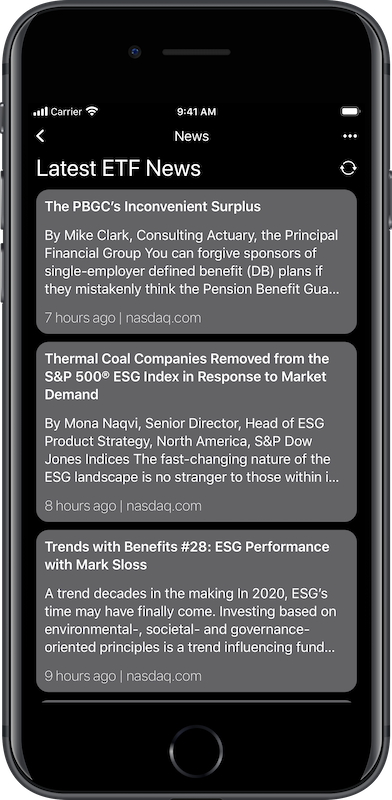 Carrier 9:41 AM
News
Latest ETF News
The PBGC’s Inconvenient Surplus
By Mike Clark, Consulting Actuary, the Principal
Financial Group You can forgive sponsors of
single-employer defined benefit (DB) plans if
they mistakenly think the Pension Benefit Gua...
7 hours ago | nasdaq.com
Thermal Coal Companies Removed from the
S&P 500® ESG Index in Response to Market
Demand
By Mona Naqvi, Senior Director, Head of ESG
Product Strategy, North America, S&P Dow
Jones Indices The fast-changing nature of the
ESG landscape is no stranger to those within i...
8 hours ago | nasdaq.com
Trends with Benefits #28: ESG Performance
with Mark Sloss
A trend decades in the making In 2020, ESG’s
time may have finally come. Investing based on
environmental-, societal- and governance-
oriented principles is a trend influencing fund...
9 hours ago | nasdaq.com